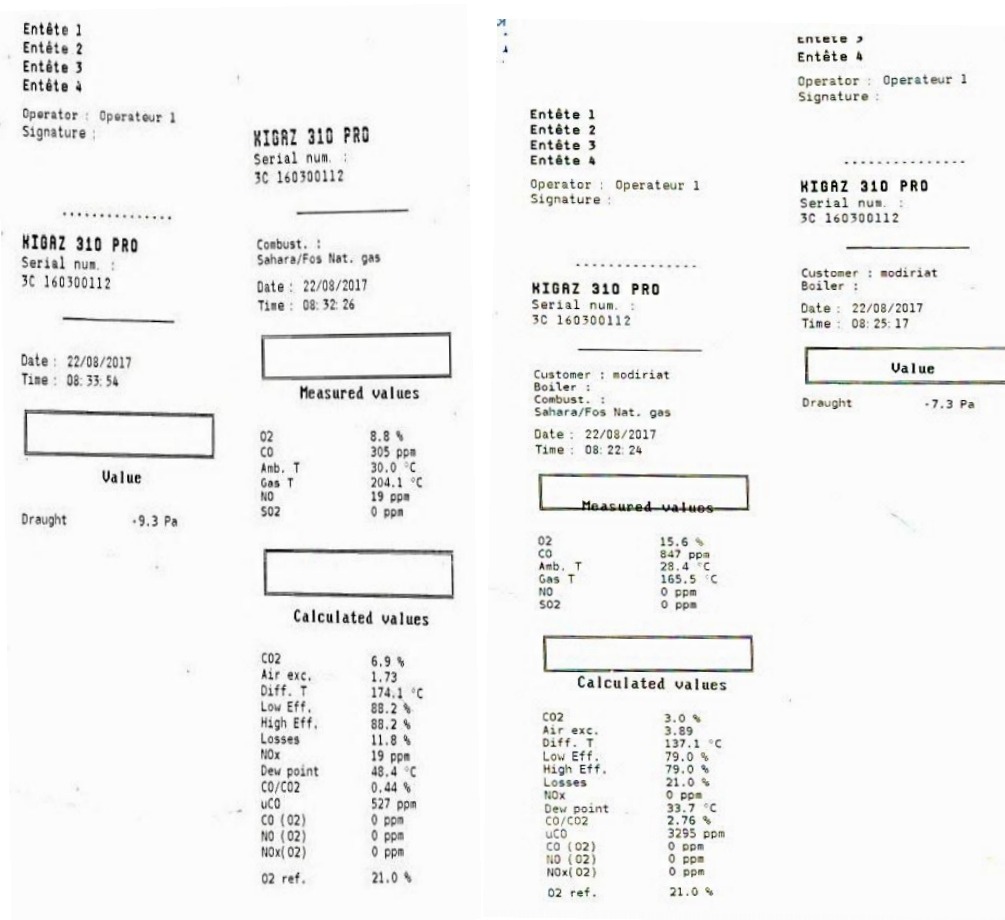 Entête 1
Entête 2
Entête 3
Entête 4
Operator : Operateur 1
Signature :
...............
KIGAZ 310 PRO
Serial num. :
3C 160300112
Date : 22/08/2017
Time : 08:33:54
Value
Draught -9.3 Pa
KIGAZ 310 PRO
Serial num. :
3C 160300112
Combust. :
Sahara/Fos Nat. gas
Date : 22/08/2017
Time : 08:32:26
Measured values
O2 8.8 %
CO 305 ppm
Amb. T 30.0 °C
Gas T 204.1 °C
NO 19 ppm
SO2 0 ppm
Calculated values
CO2 6.9 %
Air exc. 1.73
Diff. T 174.1 °C
Low Eff. 88.2 %
High Eff. 88.2 %
Losses 11.8 %
NOx 19 ppm
Dew point 48.4 °C
CO/CO2 0.44 %
uCO 527 ppm
CO (O2) 0 ppm
NO (O2) 0 ppm
NOx(O2) 0 ppm
O2 ref. 21.0 %
Entête 1
Entête 2
Entête 3
Entête 4
Operator : Operateur 1
Signature :
...............
KIGAZ 310 PRO
Serial num. :
3C 160300112
Customer : modiriat
Boiler :
Combust. :
Sahara/Fos Nat. gas
Date : 22/08/2017
Time : 08:22:24
Measured values
O2 15.6 %
CO 847 ppm
Amb. T 28.4 °C
Gas T 165.5 °C
NO 0 ppm
SO2 0 ppm
Calculated values
CO2 3.0 %
Air exc. 3.89
Diff. T 137.1 °C
Low Eff. 79.0 %
High Eff. 79.0 %
Losses 21.0 %
NOx 0 ppm
Dew point 33.7 °C
CO/CO2 2.76 %
uCO 3295 ppm
CO (O2) 0 ppm
NO (O2) 0 ppm
NOx(O2) 0 ppm
O2 ref. 21.0 %
Entête 3
Entête 4
Operator : Operateur 1
Signature :
...............
KIGAZ 310 PRO
Serial num. :
3C 160300112
Customer : modiriat
Boiler :
Date : 22/08/2017
Time : 08:25:17
Value
Draught -7.3 Pa